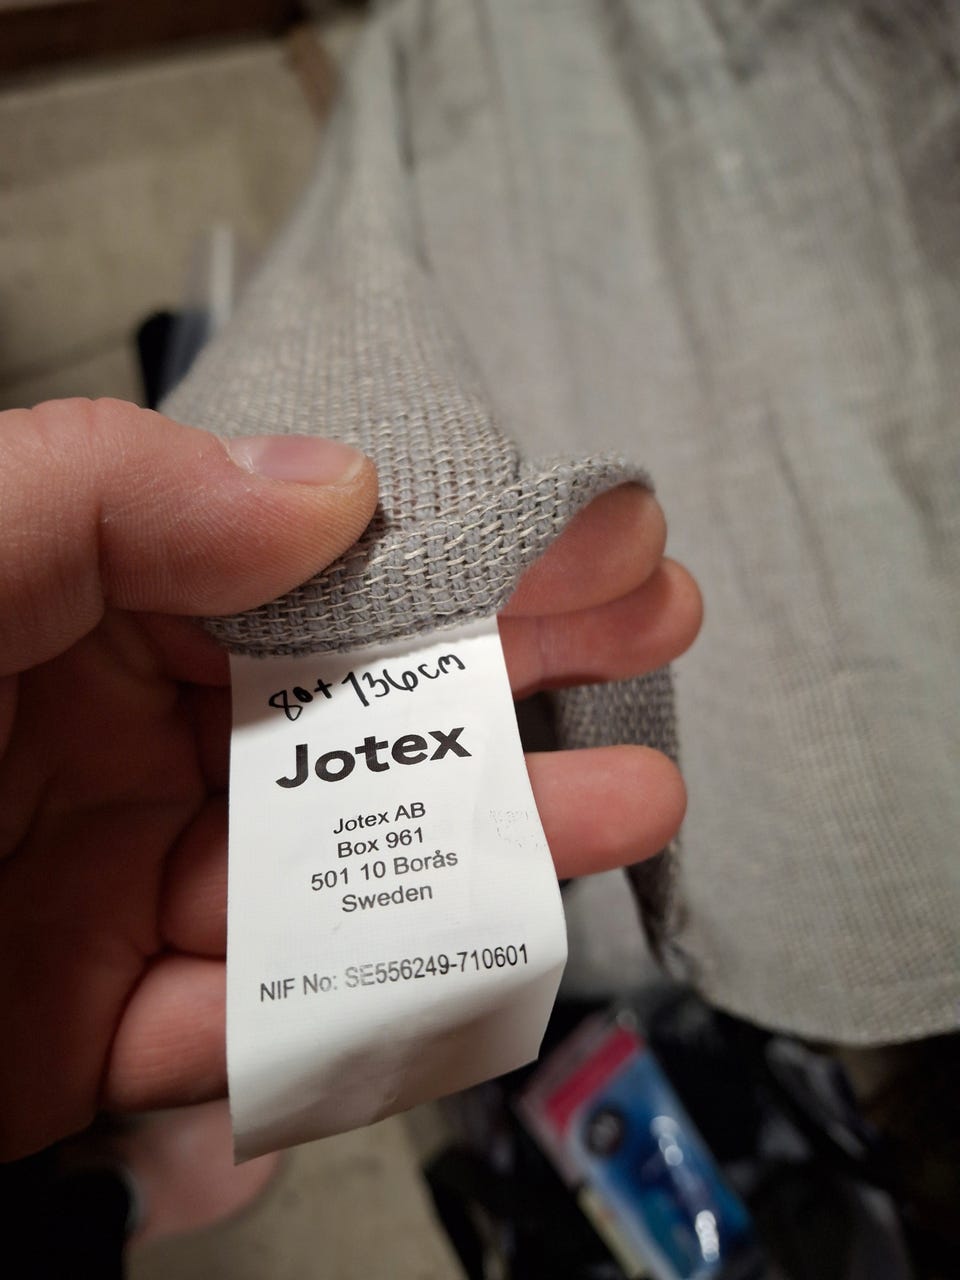 80+136cm
Jotex
Jotex AB
Box 961
501 10 Borås
Sweden
NIF No: SE556249-710601